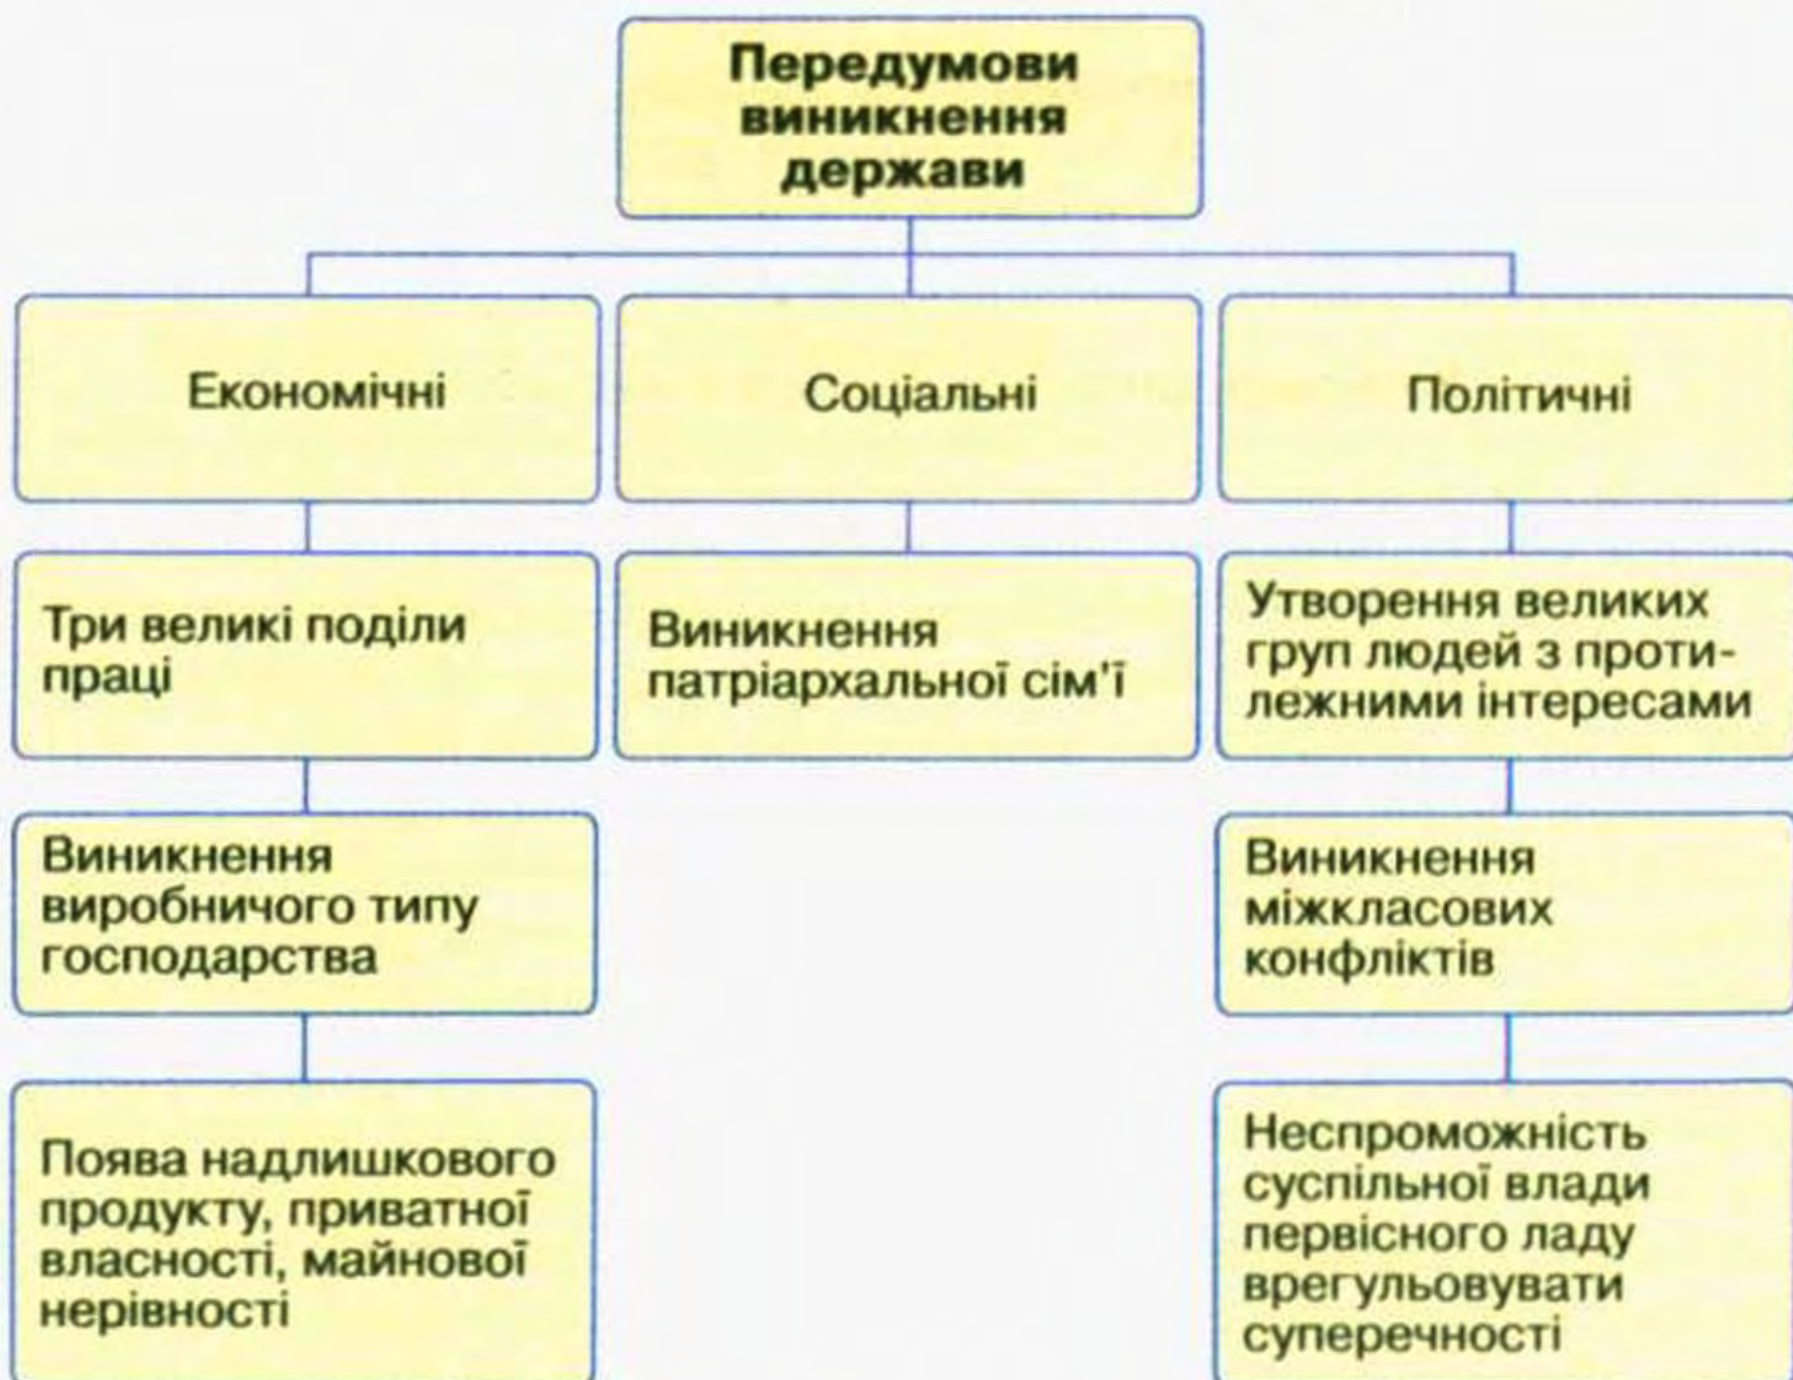 Передумови
виникнення
держави
Економічні
Соціальні
Політичні
Три великі поділи
праці
Виникнення
патріархальної сім'ї
Утворення великих
груп людей з проти-
лежними інтересами
Виникнення
виробничого типу
господарства
Виникнення
міжкласових
конфліктів
Поява надлишкового
продукту, приватної
власності, майнової
нерівності
Неспроможність
суспільної влади
первісного ладу
врегульовувати
суперечності